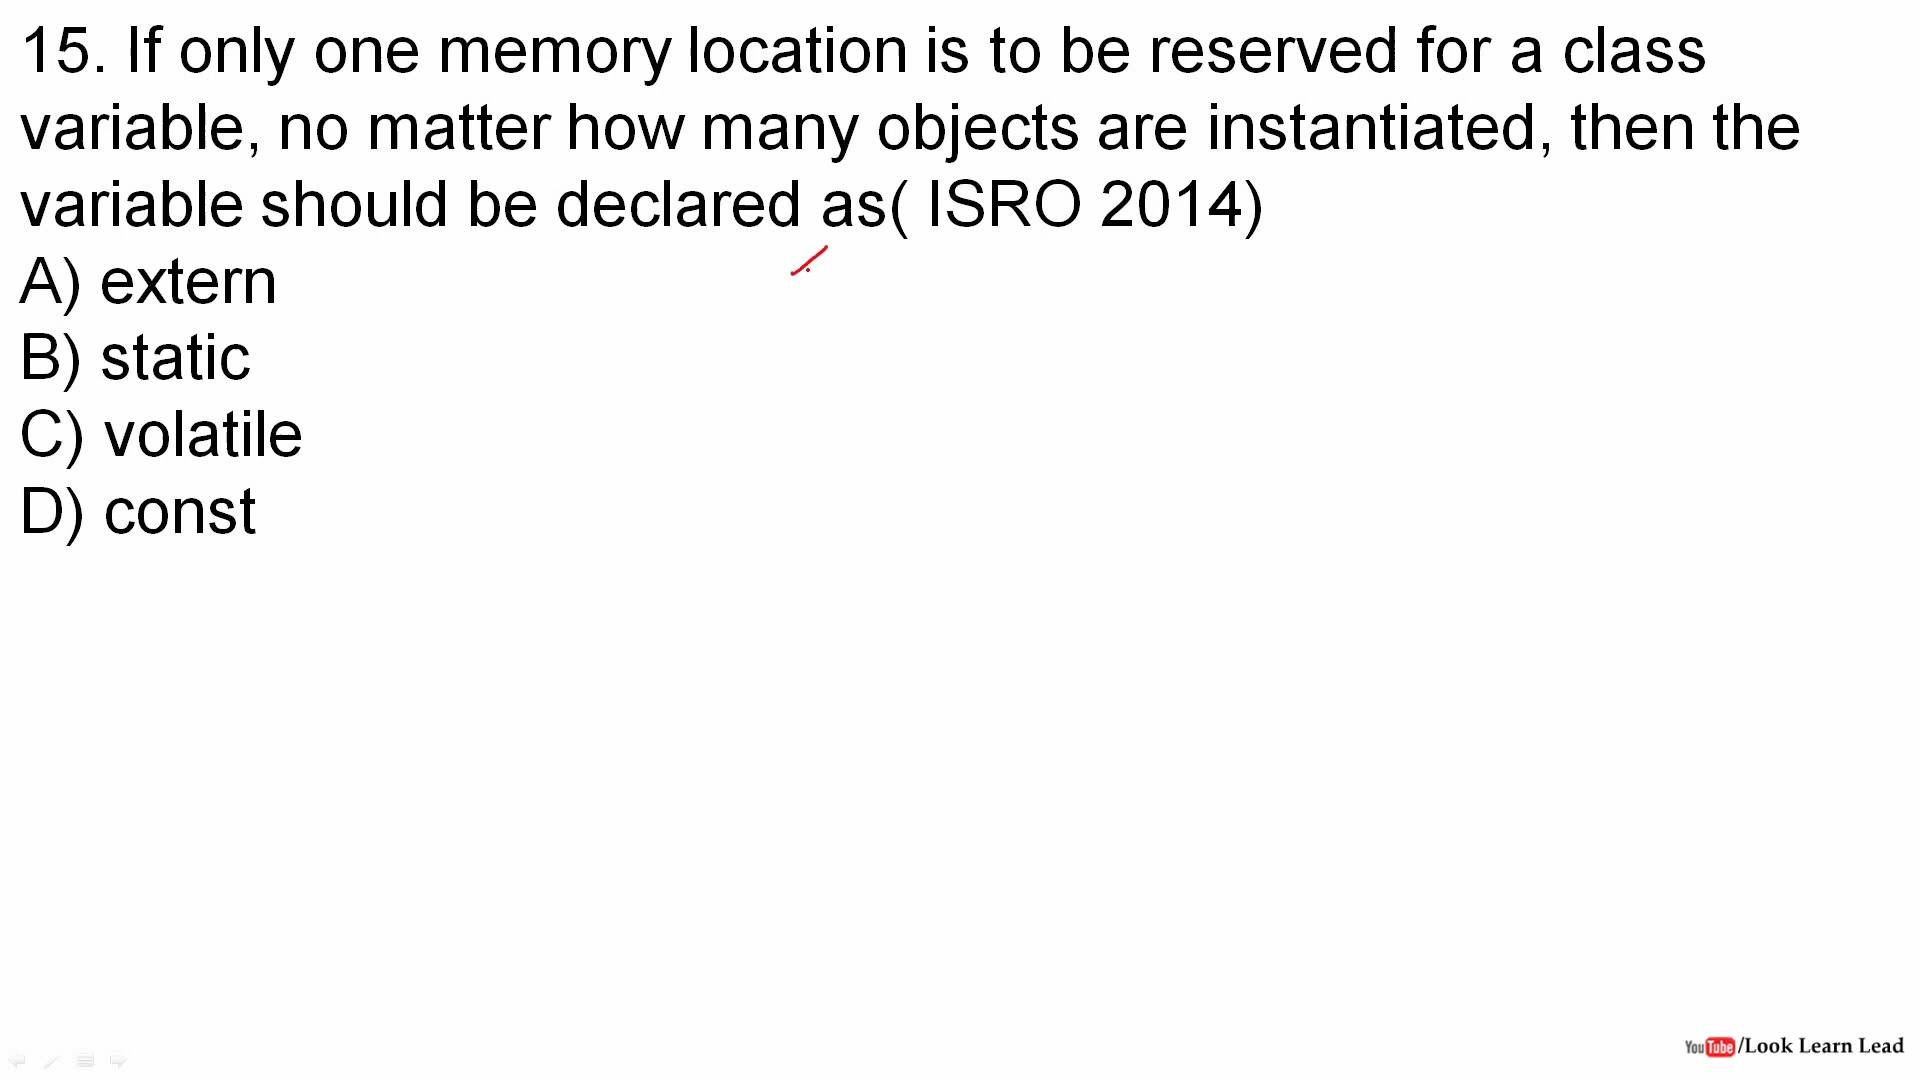 15. If only one memory location is to be reserved for a class
variable, no matter how many objects are instantiated, then the
variable should be declared as( ISRO 2014)
A) extern
B) static
C) volatile
D) const
YouTube/Look Learn Lead